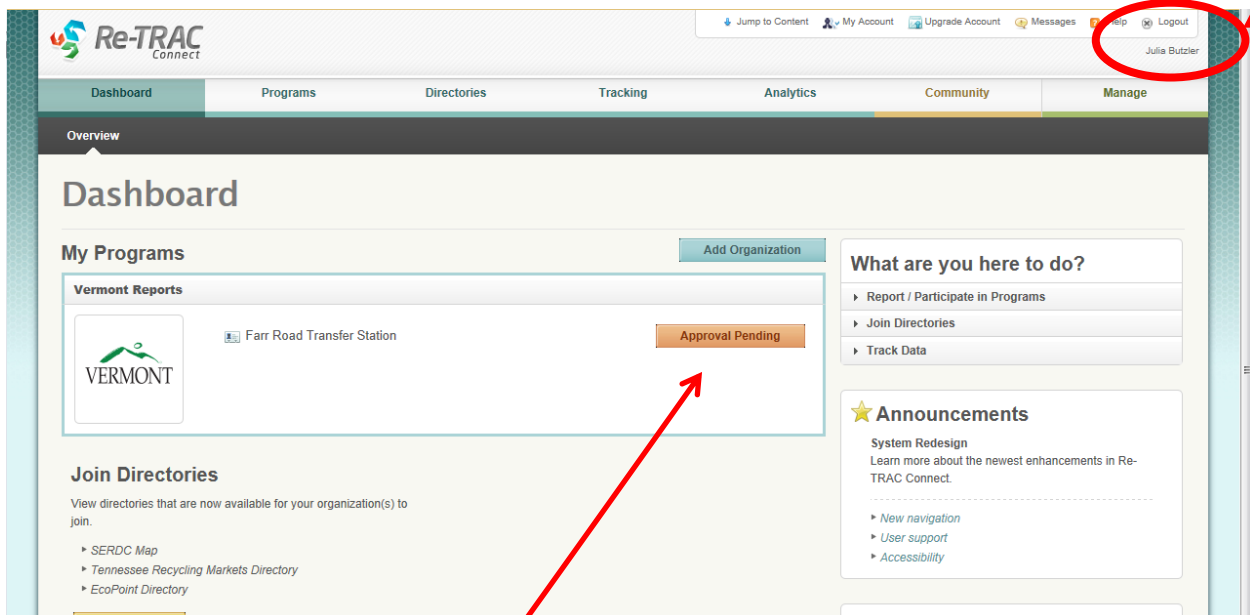 Re-TRAC
Connect
Jump to Content My Account Upgrade Account Messages Help Logout
Julia Butzler
Dashboard Programs Directories Tracking Analytics Community Manage
Overview
Dashboard
My Programs
Add Organization
Vermont Reports
VERMONT
Farr Road Transfer Station
Approval Pending
Join Directories
View directories that are now available for your organization(s) to
join.
SERDC Map
Tennessee Recycling Markets Directory
EcoPoint Directory
What are you here to do?
Report / Participate in Programs
Join Directories
Track Data
Announcements
System Redesign
Learn more about the newest enhancements in Re-
TRAC Connect.
New navigation
User support
Accessibility